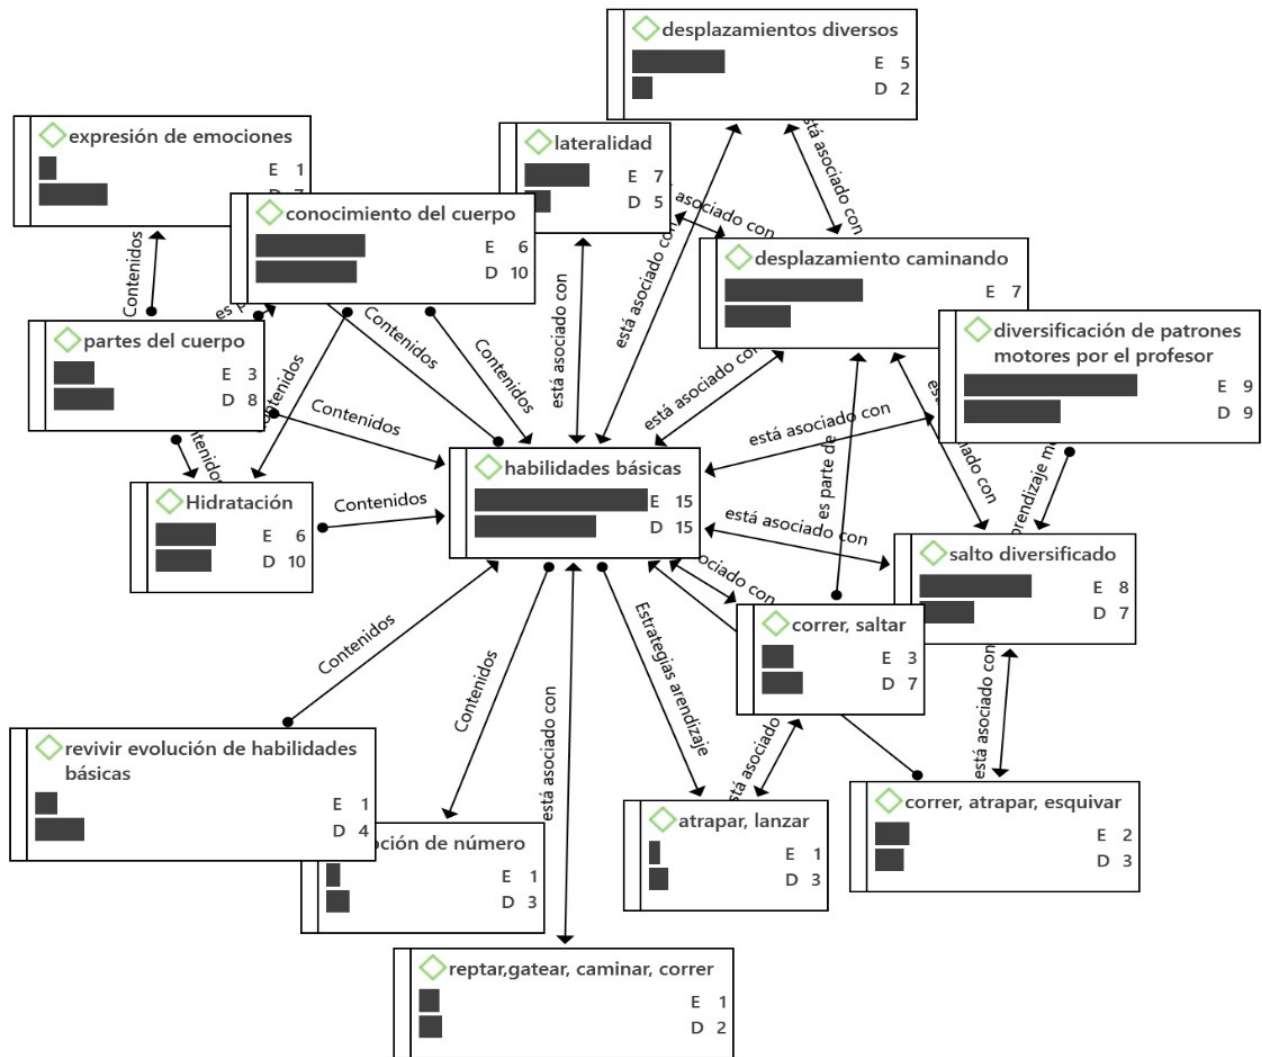 desplazamientos diversos
E 5
D 2
expresión de emociones
E 1
lateralidad
E 7
D 5
está asociado con
asociado con
conocimiento del cuerpo
E 6
D 10
desplazamiento caminando
E 7
Contenidos
está asociado con
está asociado con
diversificación de patrones
motores por el profesor
E 9
D 9
partes del cuerpo
E 3
D 8
Contenidos
Contenidos
está asociado con
está asociado con
Contenidos
habilidades básicas
E 15
D 15
es parte de
Hidratación
E 6
D 10
Contenidos
está asociado con
salto diversificado
E 8
D 7
correr, saltar
E 3
D 7
Contenidos
Contenidos
Estrategias arendizaje
está asociado con
está asociado con
revivir evolución de habilidades
básicas
E 1
D 4
de número
E 1
D 3
atrapar, lanzar
E 1
D 3
correr, atrapar, esquivar
E 2
D 3
reptar,gatear, caminar, correr
E 1
D 2